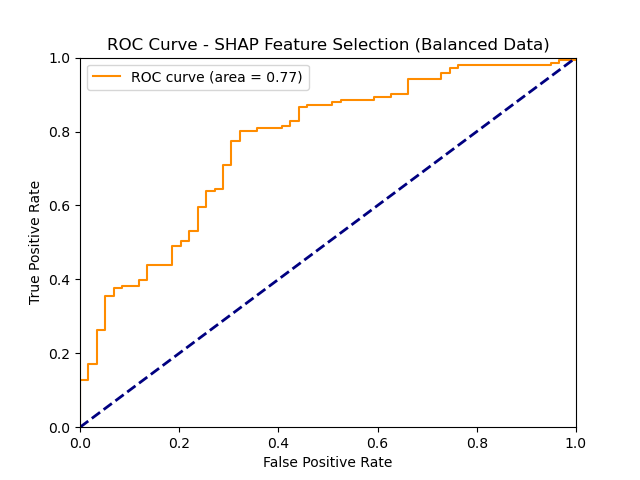 ROC Curve - SHAP Feature Selection (Balanced Data)
ROC curve (area = 0.77)
True Positive Rate
1.0
0.8
0.6
0.4
0.2
0.0
0.0 0.2 0.4 0.6 0.8 1.0
False Positive Rate